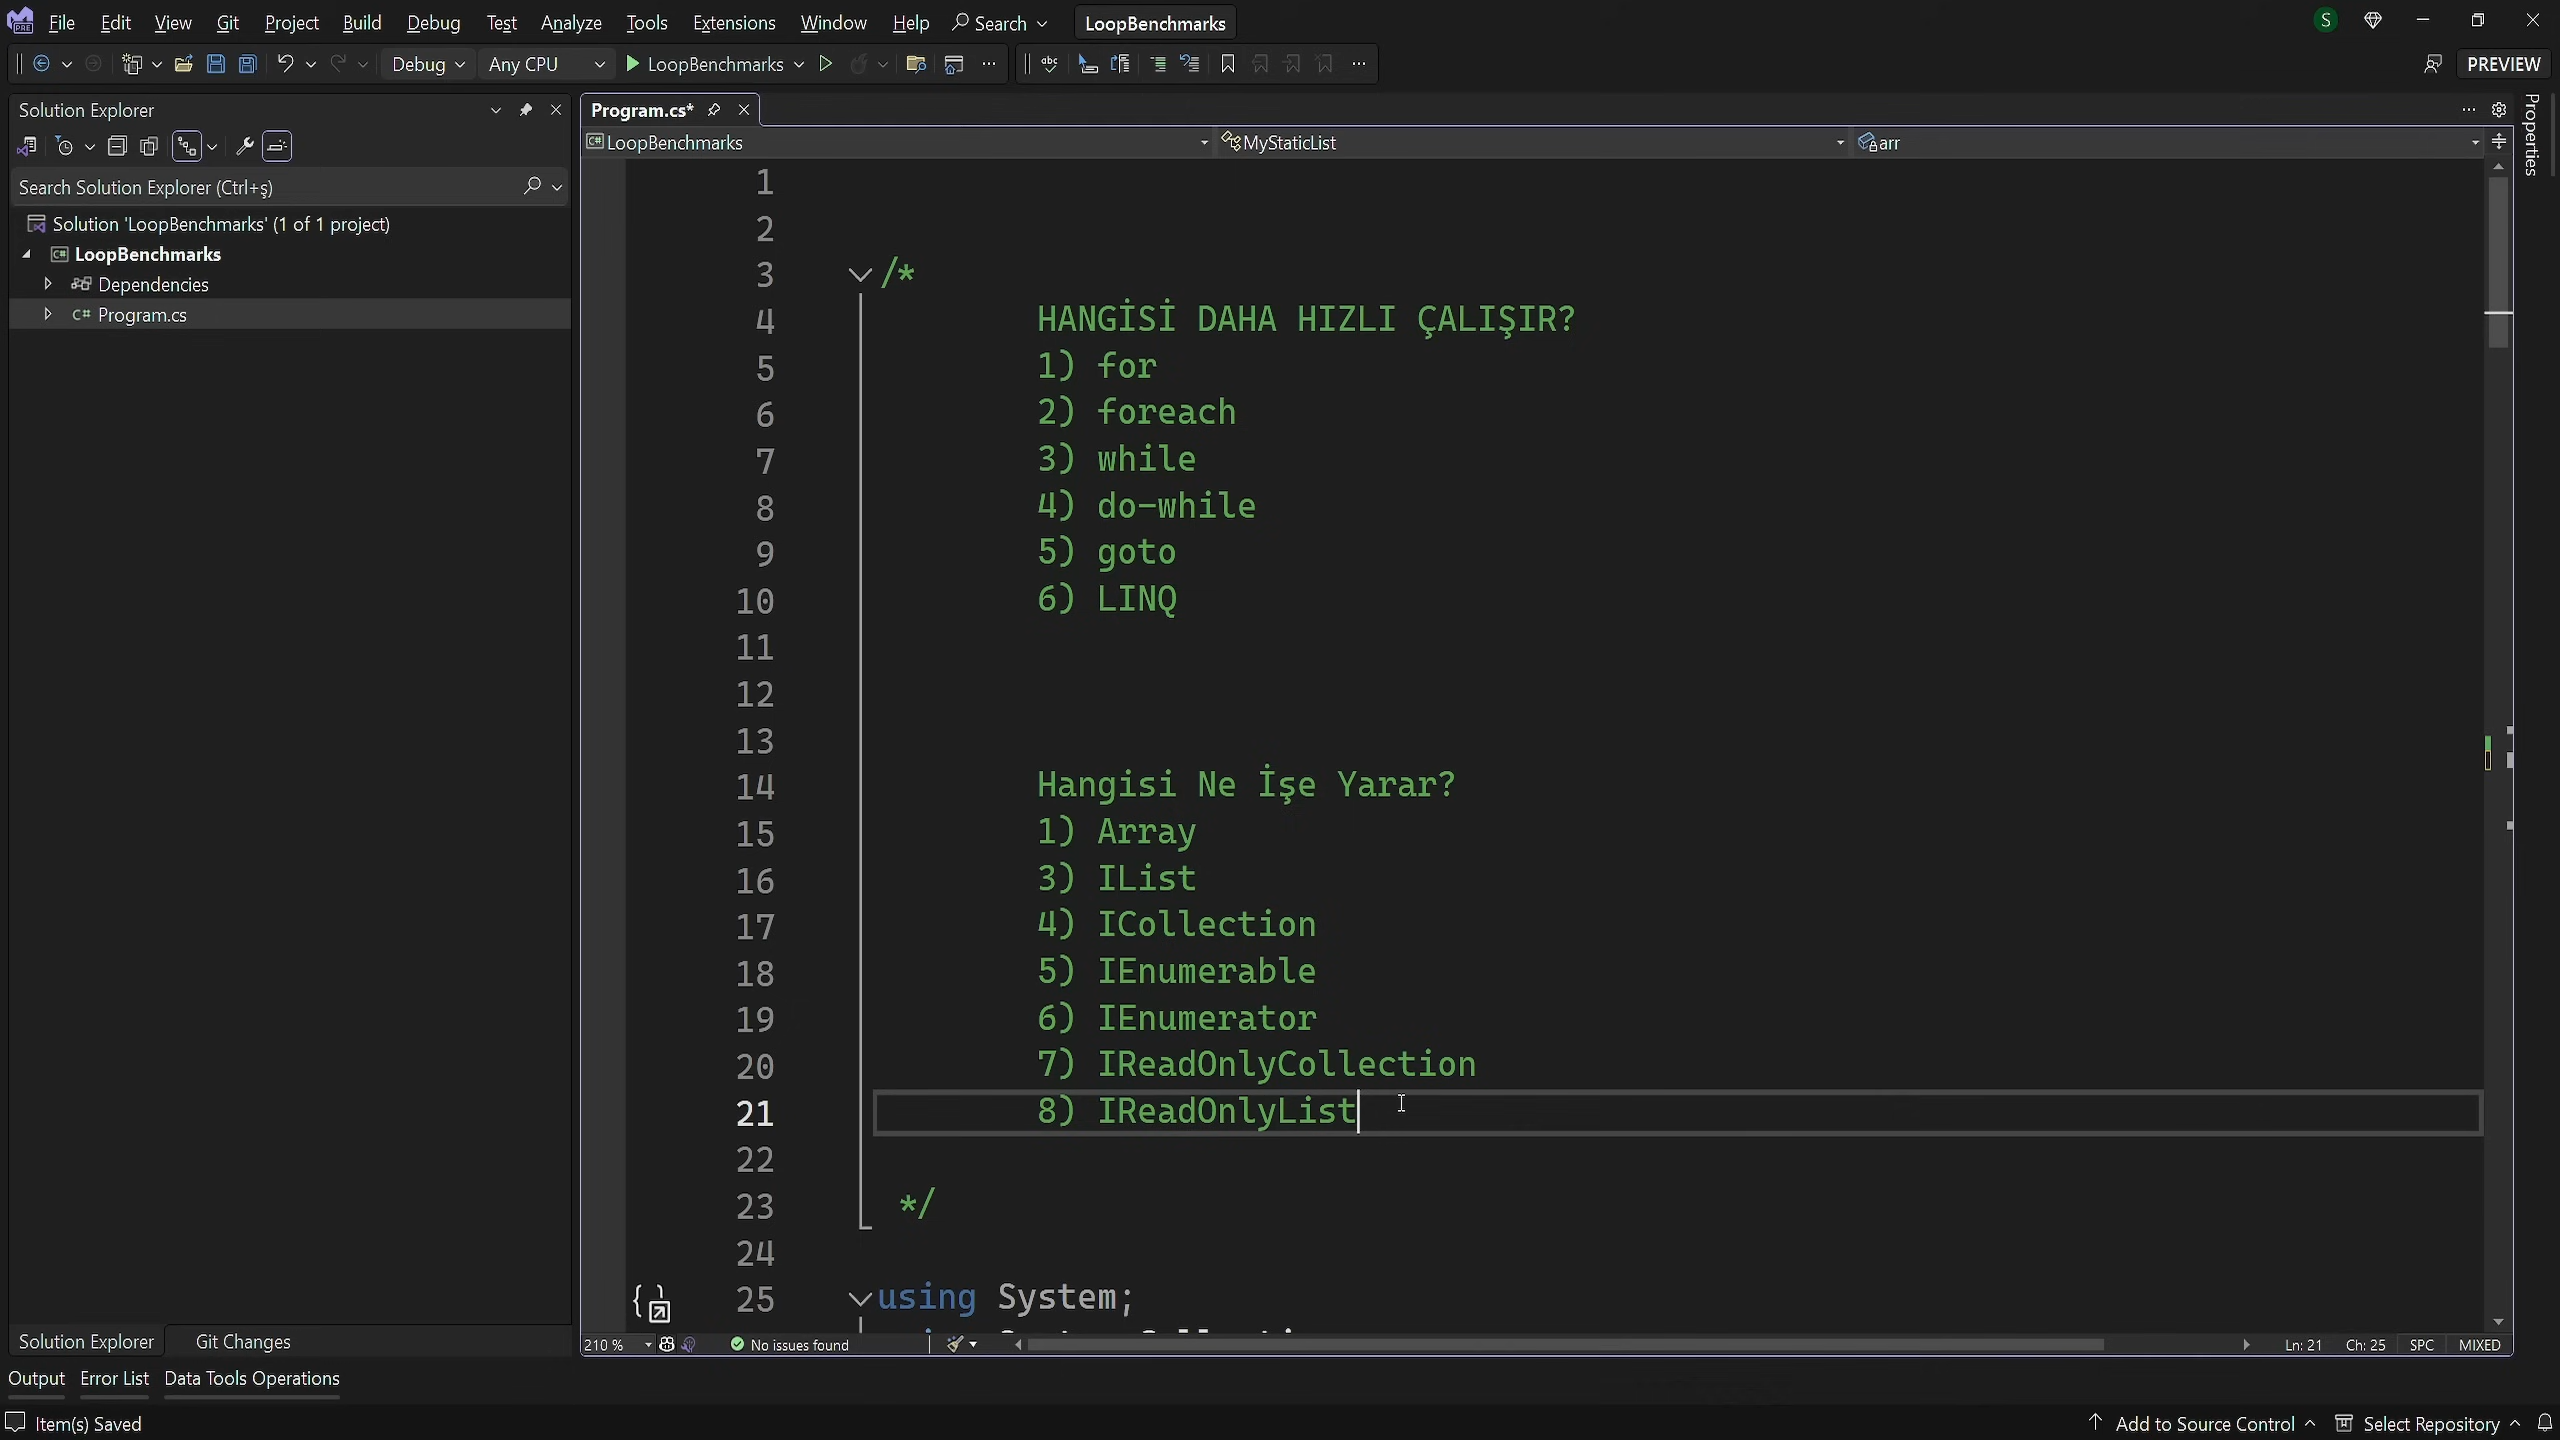 File Edit View Git Project Build Debug Test Analyze Tools Extensions Window Help Search LoopBenchmarks S
Debug Any CPU LoopBenchmarks PREVIEW
Solution Explorer
Search Solution Explorer (Ctrl+ş)
Solution 'LoopBenchmarks' (1 of 1 project)
LoopBenchmarks
Dependencies
C# Program.cs
Program.cs*
C# LoopBenchmarks MyStaticList arr
Properties
1
2
3 /*
4 HANGİSİ DAHA HIZLI ÇALIŞIR?
5 1) for
6 2) foreach
7 3) while
8 4) do-while
9 5) goto
10 6) LINQ
11
12
13
14 Hangisi Ne İşe Yarar?
15 1) Array
16 3) IList
17 4) ICollection
18 5) IEnumerable
19 6) IEnumerator
20 7) IReadOnlyCollection
21 8) IReadOnlyList
22
23 */
24
25 using System;
210 % No issues found Ln: 21 Ch: 25 SPC MIXED
Solution Explorer Git Changes
Output Error List Data Tools Operations
Item(s) Saved Add to Source Control Select Repository